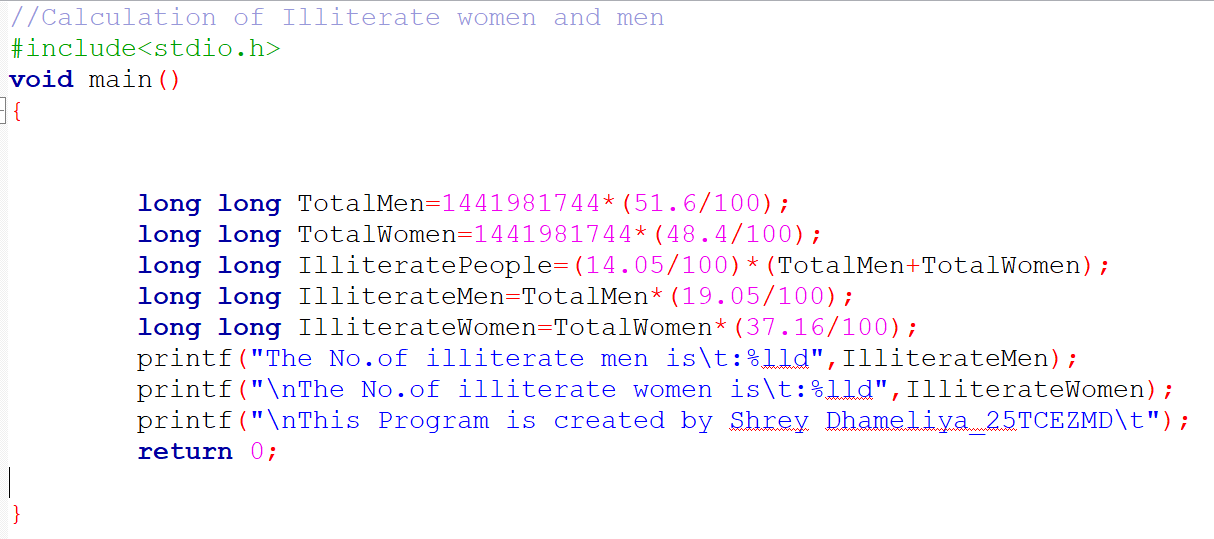 //Calculation of Illiterate women and men
#include<stdio.h>
void main()
{
long long TotalMen=1441981744*(51.6/100);
long long TotalWomen=1441981744*(48.4/100);
long long IlliteratePeople=(14.05/100)*(TotalMen+TotalWomen);
long long IlliterateMen=TotalMen*(19.05/100);
long long IlliterateWomen=TotalWomen*(37.16/100);
printf("The No.of illiterate men is\t:%lld",IlliterateMen);
printf("\nThe No.of illiterate women is\t:%lld",IlliterateWomen);
printf("\nThis Program is created by Shrey Dhameliya_25TCEZMD\t");
return 0;
}